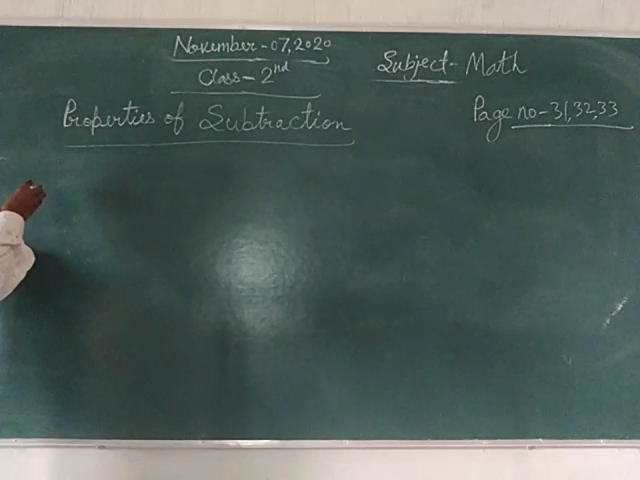 November-07,2020
Class-2nd
Subject-Math
Properties of Subtraction
Page no-31,32,33